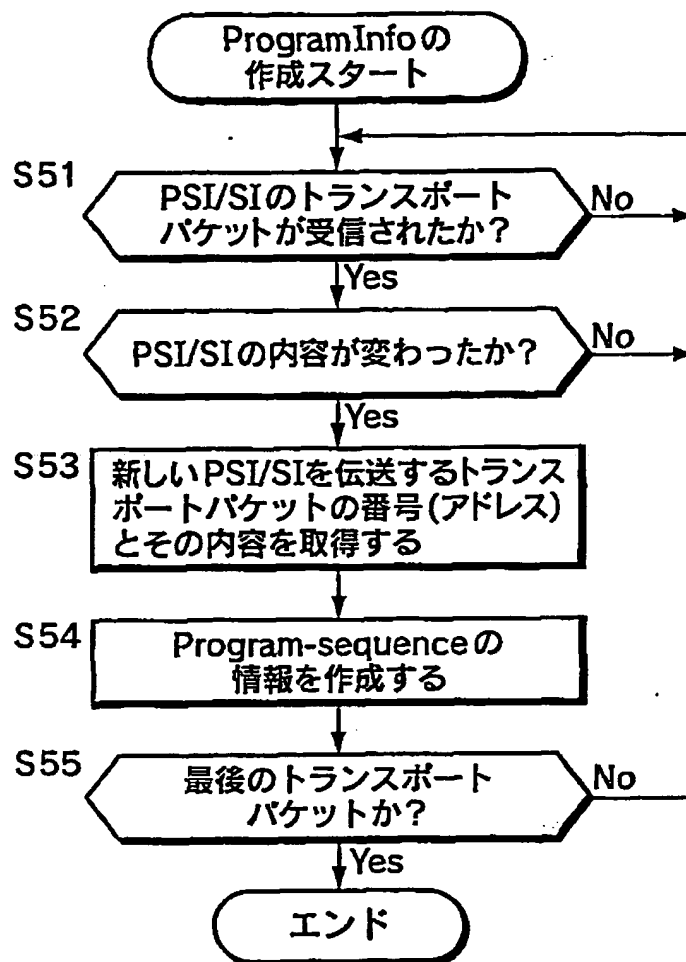 ProgramInfoの
作成スタート
S51
PSI/SIのトランスポート
パケットが受信されたか?
No
Yes
S52
PSI/SIの内容が変わったか?
No
Yes
S53
新しいPSI/SIを伝送するトランス
ポートパケットの番号(アドレス)
とその内容を取得する
S54
Program-sequenceの
情報を作成する
S55
最後のトランスポート
パケットか?
No
Yes
エンド